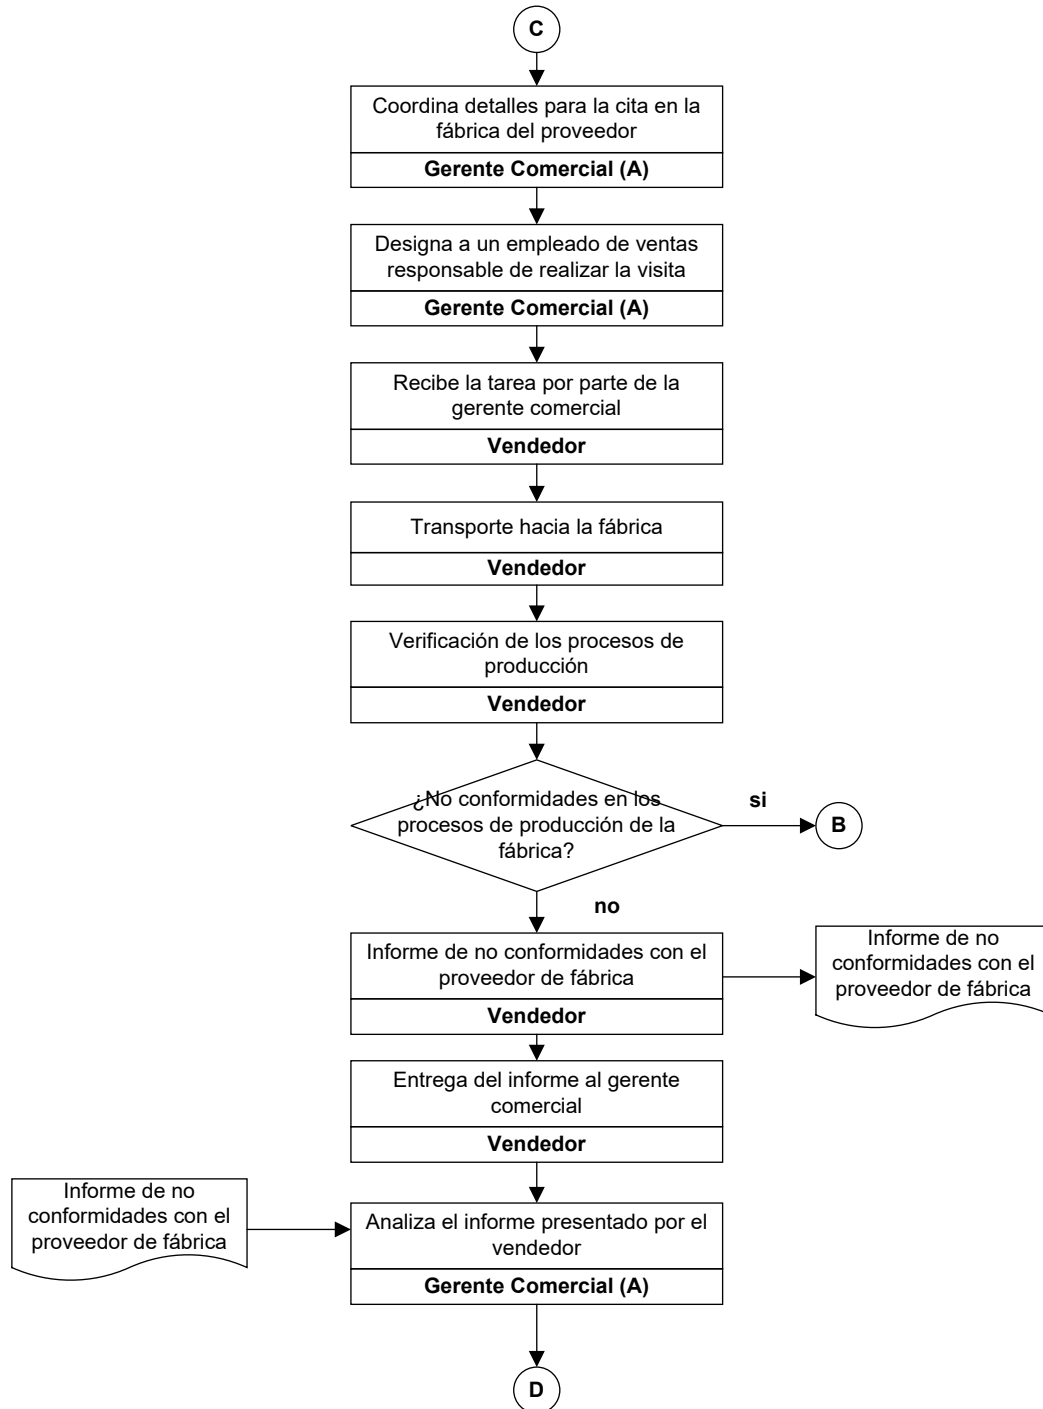 C
Coordina detalles para la cita en la
fábrica del proveedor
Gerente Comercial (A)
Designa a un empleado de ventas
responsable de realizar la visita
Gerente Comercial (A)
Recibe la tarea por parte de la
gerente comercial
Vendedor
Transporte hacia la fábrica
Vendedor
Verificación de los procesos de
producción
Vendedor
¿No conformidades en los
procesos de producción de la
fábrica?
si
B
no
Informe de no conformidades con el
proveedor de fábrica
Vendedor
Informe de no
conformidades con el
proveedor de fábrica
Entrega del informe al gerente
comercial
Vendedor
Informe de no
conformidades con el
proveedor de fábrica
Analiza el informe presentado por el
vendedor
Gerente Comercial (A)
D